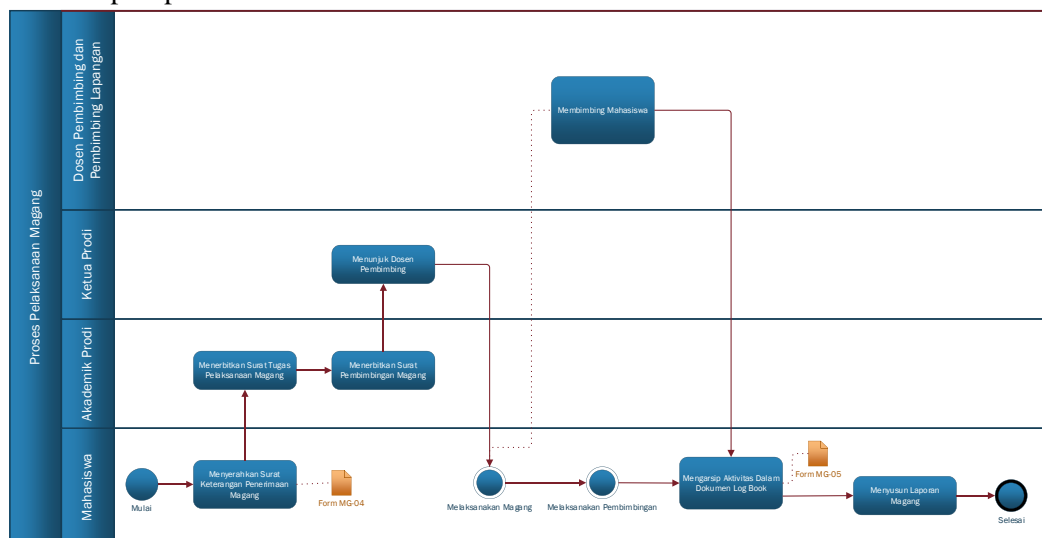 Proses Pelaksanaan Magang
Dosen Pembimbing dan
Pembimbing Lapangan
Membimbing Mahasiswa
Ketua Prodi
Menunjuk Dosen
Pembimbing
Akademik Prodi
Menerbitkan Surat Tugas
Pelaksanaan Magang
Menerbitkan Surat
Pembimbingan Magang
Mahasiswa
Mulai
Menyerahkan Surat
Keterangan Penerimaan
Magang
Form MG-04
Melaksanakan Magang
Melaksanakan Pembimbingan
Mengarsip Aktivitas Dalam
Dokumen Log Book
Form MG-05
Menyusun Laporan
Magang
Selesai